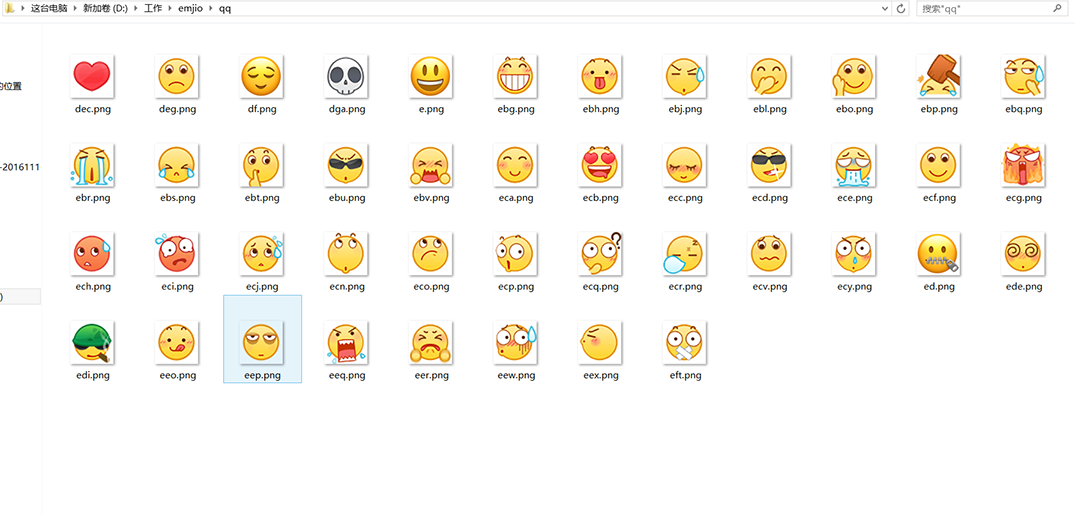 这台电脑 › 新加卷 (D:) › 工作 › emjio › qq 搜索"qq"
dec.png deg.png df.png dga.png e.png ebg.png ebh.png ebj.png ebl.png ebo.png ebp.png ebq.png
的位置
ebr.png ebs.png ebt.png ebu.png ebv.png eca.png ecb.png ecc.png ecd.png ece.png ecf.png ecg.png
-2016111
ech.png eci.png ecj.png ecn.png eco.png ecp.png ecq.png ecr.png ecv.png ecy.png ed.png ede.png
)
edi.png eeo.png eep.png eeq.png eer.png eew.png eex.png eft.png